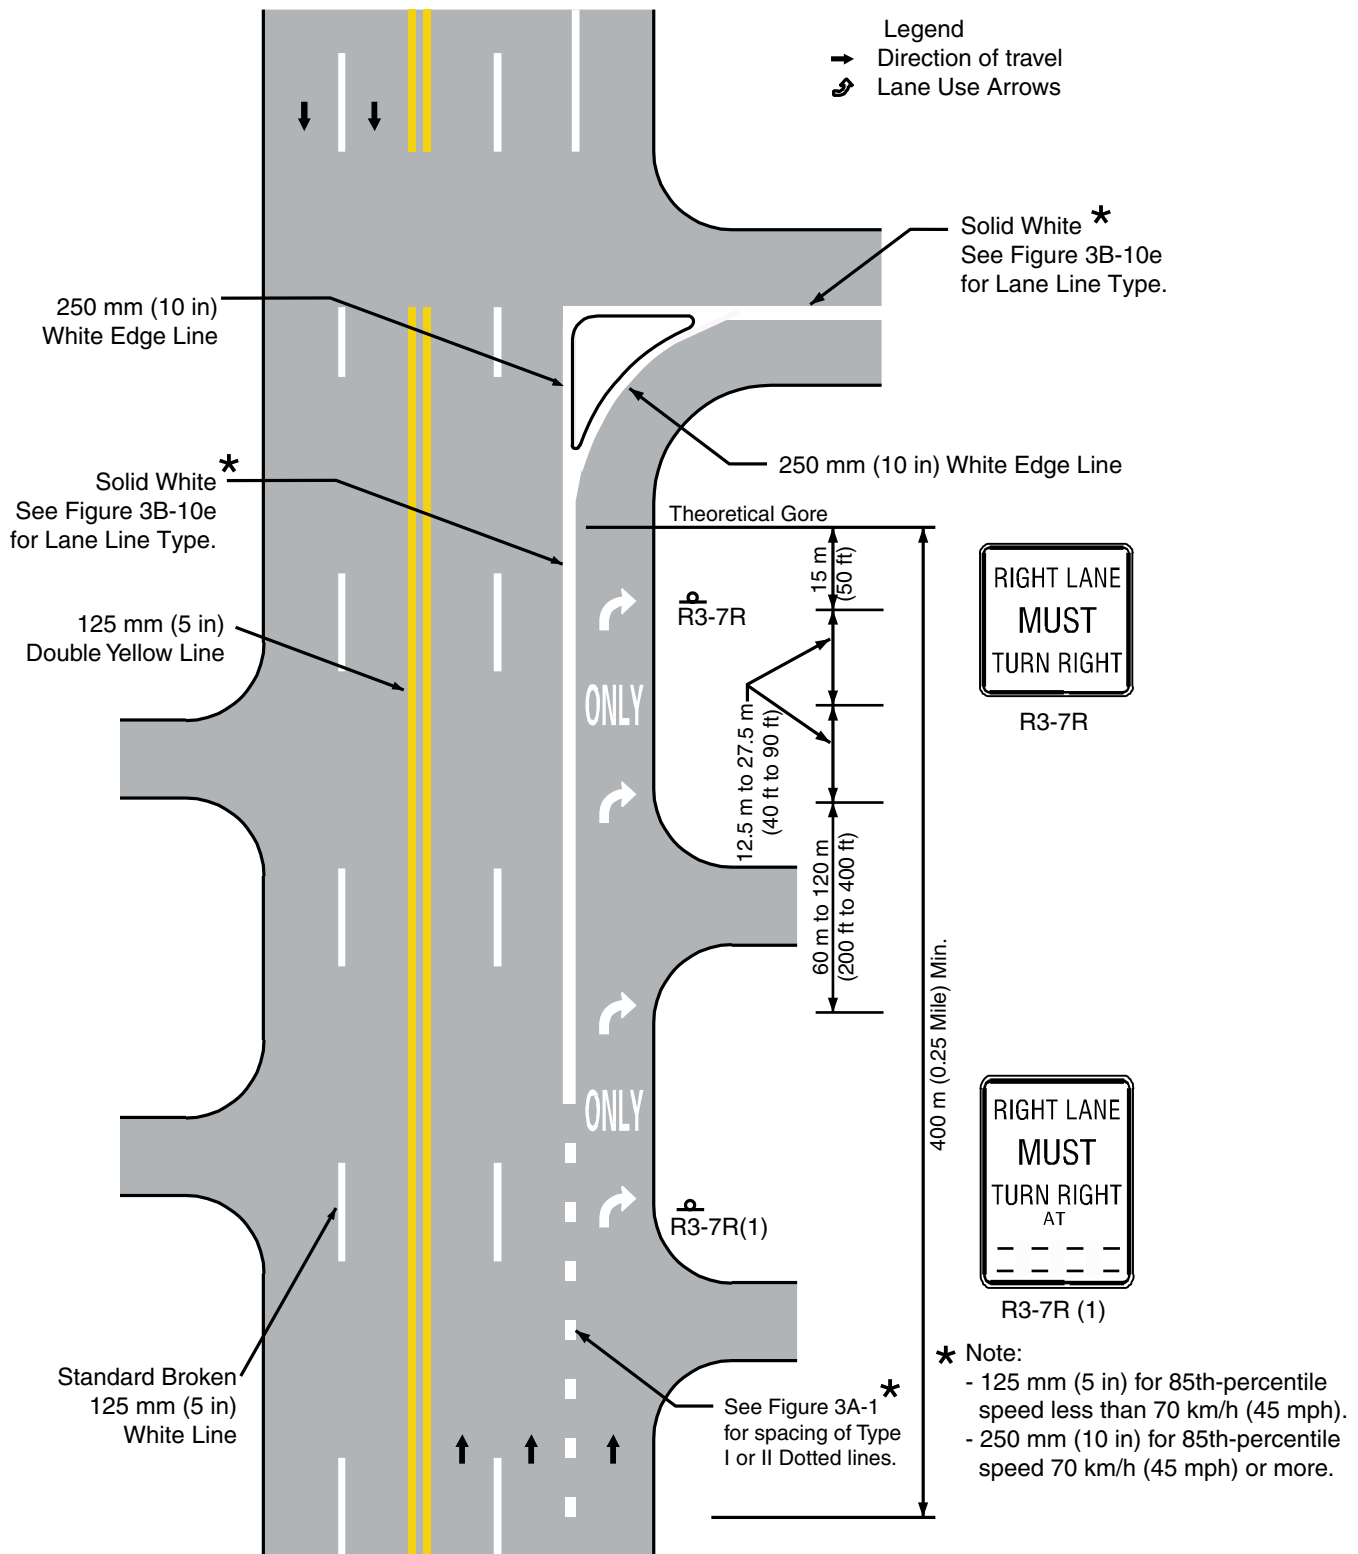 Legend
Direction of travel
Lane Use Arrows
Solid White *
See Figure 3B-10e
for Lane Line Type.
250 mm (10 in)
White Edge Line
250 mm (10 in) White Edge Line
Solid White *
See Figure 3B-10e
for Lane Line Type.
Theoretical Gore
15 m
(50 ft)
RIGHT LANE
MUST
TURN RIGHT
R3-7R
R3-7R
125 mm (5 in)
Double Yellow Line
ONLY
12.5 m to 27.5 m
(40 ft to 90 ft)
60 m to 120 m
(200 ft to 400 ft)
400 m (0.25 Mile) Min.
ONLY
RIGHT LANE
MUST
TURN RIGHT
AT
R3-7R (1)
R3-7R(1)
Standard Broken
125 mm (5 in)
White Line
See Figure 3A-1 *
for spacing of Type
I or II Dotted lines.
* Note:
- 125 mm (5 in) for 85th-percentile
speed less than 70 km/h (45 mph).
- 250 mm (10 in) for 85th-percentile
speed 70 km/h (45 mph) or more.